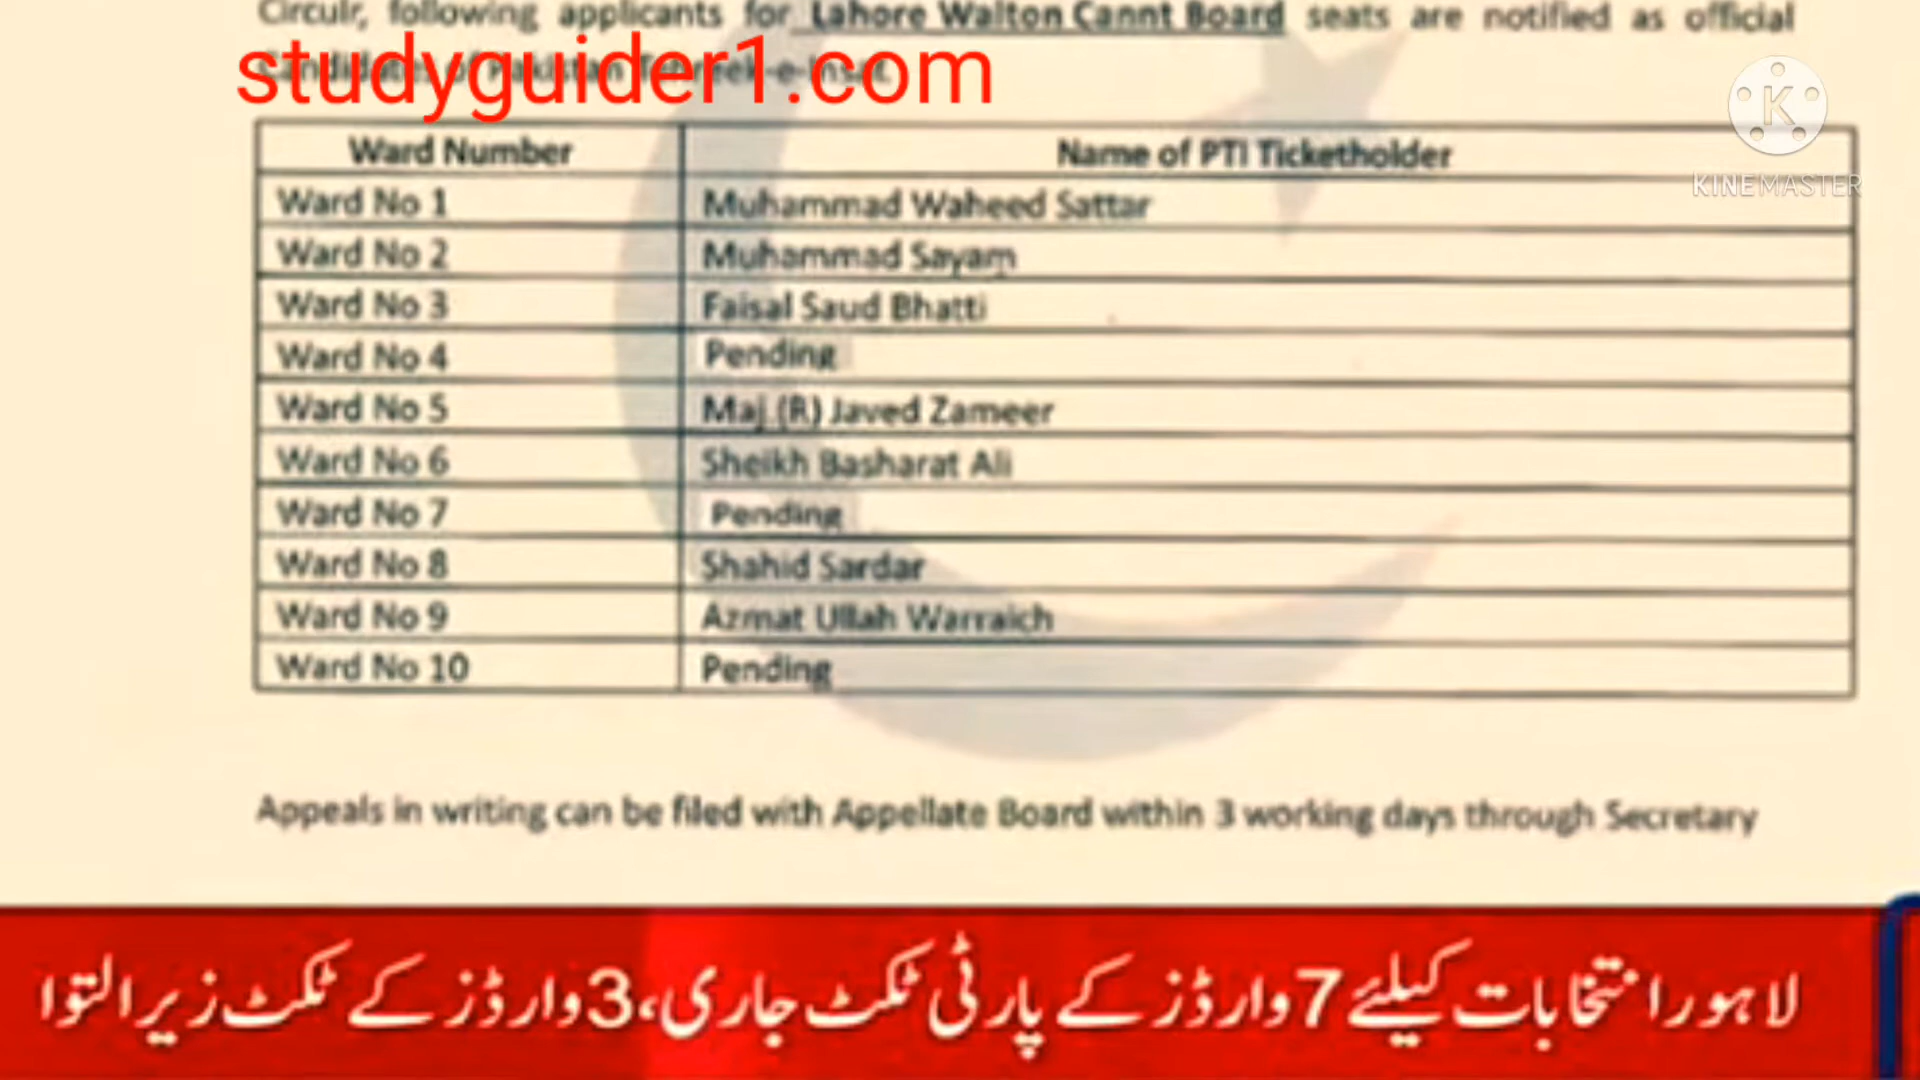 Circulr, following applicants for Lahore Walton Cannt Board seats are notified as official
studyguider1.com
K
KINEMASTER
Ward Number Name of PTI Ticketholder
Ward No 1 Muhammad Waheed Sattar
Ward No 2 Muhammad Sayam
Ward No 3 Faisal Saud Bhatti
Ward No 4 Pending
Ward No 5 Maj (R) Javed Zameer
Ward No 6 Sheikh Basharat Ali
Ward No 7 Pending
Ward No 8 Shahid Sardar
Ward No 9 Azmat Ullah Warraich
Ward No 10 Pending
Appeals in writing can be filed with Appellate Board within 3 working days through Secretary
لاہور انتخابات کیلئے 7 وارڈز کے پارٹی ٹکٹ جاری، 3 وارڈز کے ٹکٹ زیر التوا